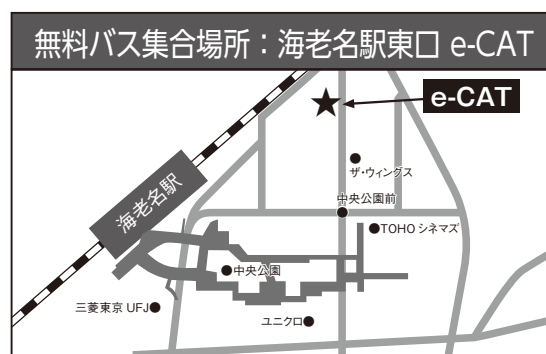 無料バス集合場所：海老名駅東口 e-CAT
e-CAT
ザ・ウィングス
海老名駅
中央公園前
TOHO シネマズ
中央公園
三菱東京 UFJ
ユニクロ